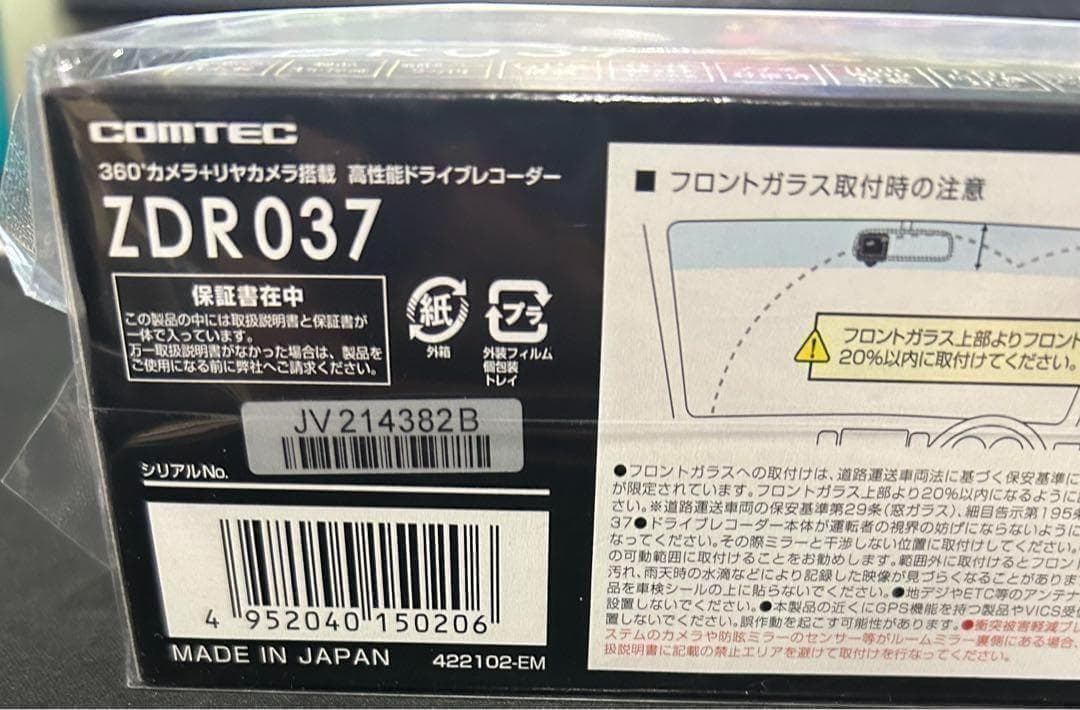 COMTEC
360°カメラ+リヤカメラ搭載 高性能ドライブレコーダー
ZDR037
保証書在中
この製品の中には取扱説明書と保証書が
一体で入っています。
万一取扱説明書がなかった場合は、製品を
ご使用になる前に弊社へご請求ください。
紙
外箱
プラ
外装フィルム
個包装
トレイ
JV214382B
シリアルNo.
4 952040 150206
MADE IN JAPAN
422102-EM
■ フロントガラス取付時の注意
フロントガラス上部よりフロント
20%以内に取付けてください。
●フロントガラスへの取付けは、道路運送車両法に基づく保安基準に
が限定されています。フロントガラス上部より20%以内になるように
さい。※道路運送車両の保安基準第29条(窓ガラス)、細目告示第195条
37●ドライブレコーダー本体が運転者の視界の妨げにならないように
なってください。その際ミラーと干渉しない位置に取付けしてください。
の可動範囲に取付けることをお勧めします。範囲外に取付けるとフロント
汚れ、雨天時の水滴などにより記録した映像が見づらくなることがありま
品を車検シールの上に貼らないでください。●地デジやETC等のアンテナ
設置しないでください。●本製品の近くにGPS機能を持つ製品やVICS受
置しないでください。誤作動を起こす可能性があります。●衝突被害軽減ブレ
ステムのカメラや防眩ミラーのセンサー等がルームミラー裏側にある場合、
扱説明書に記載の禁止エリアを避けて取付を行なってください。